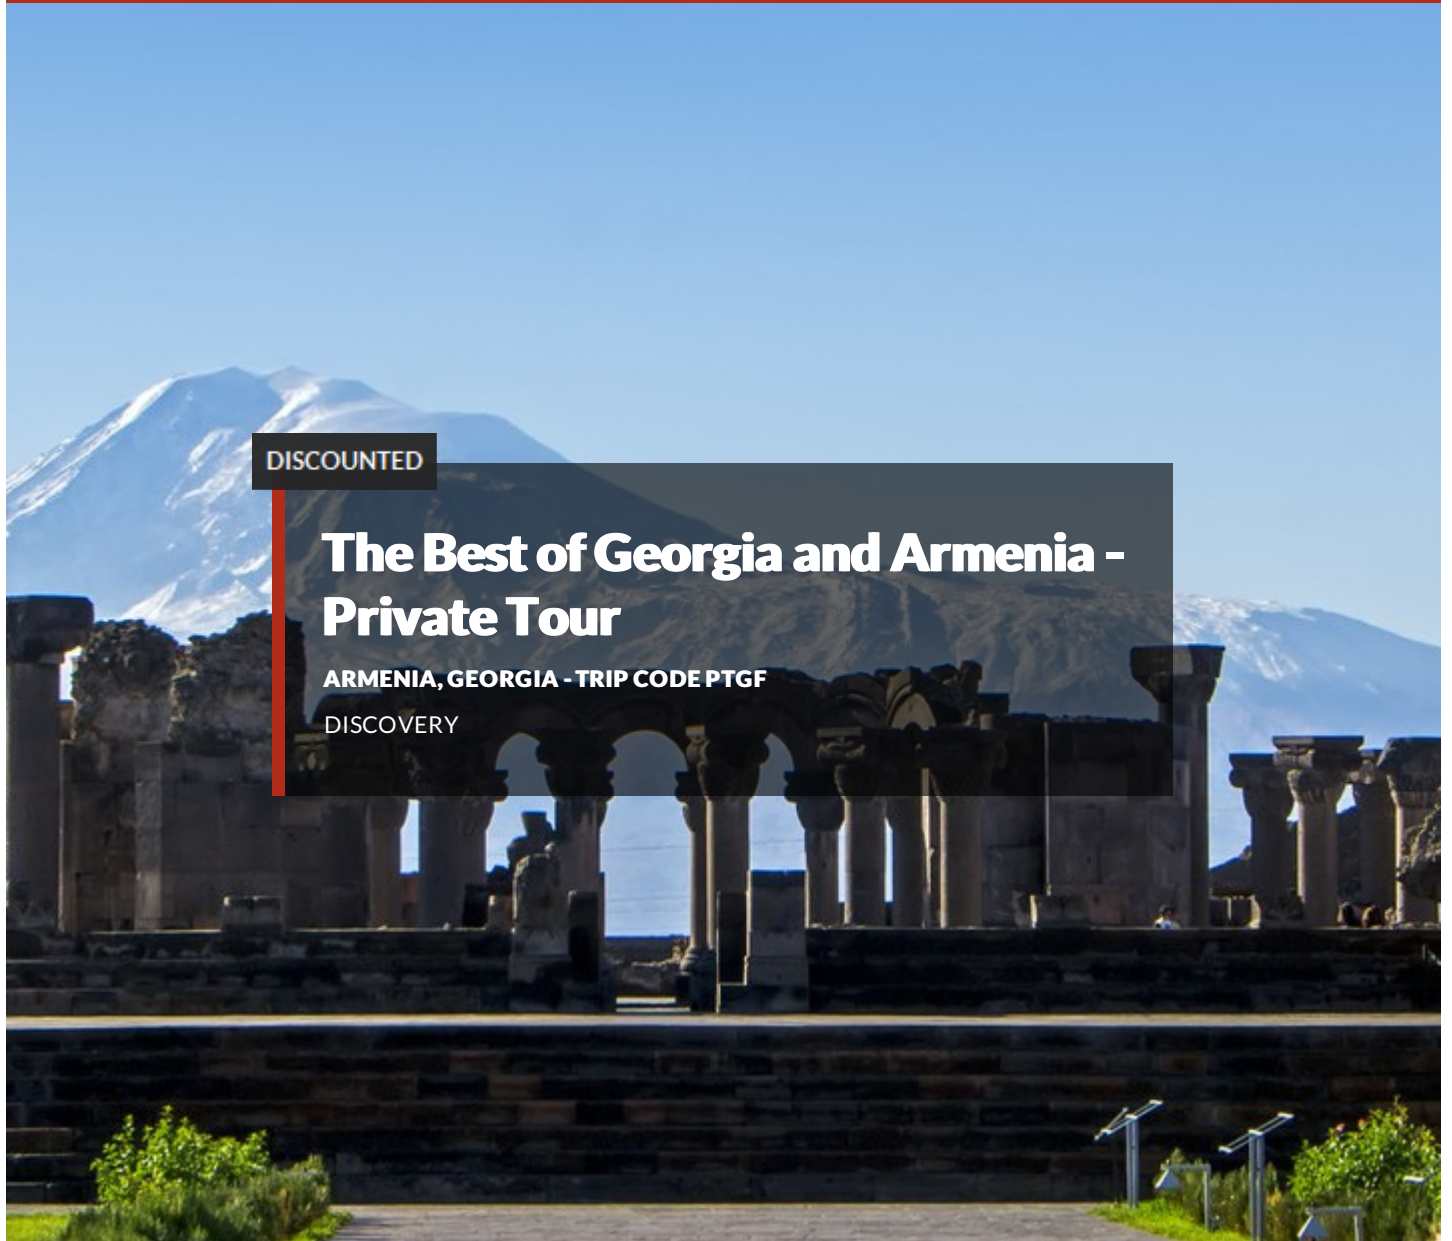 DISCOUNTED
The Best of Georgia and Armenia -
Private Tour
ARMENIA, GEORGIA - TRIP CODE PTGF
DISCOVERY